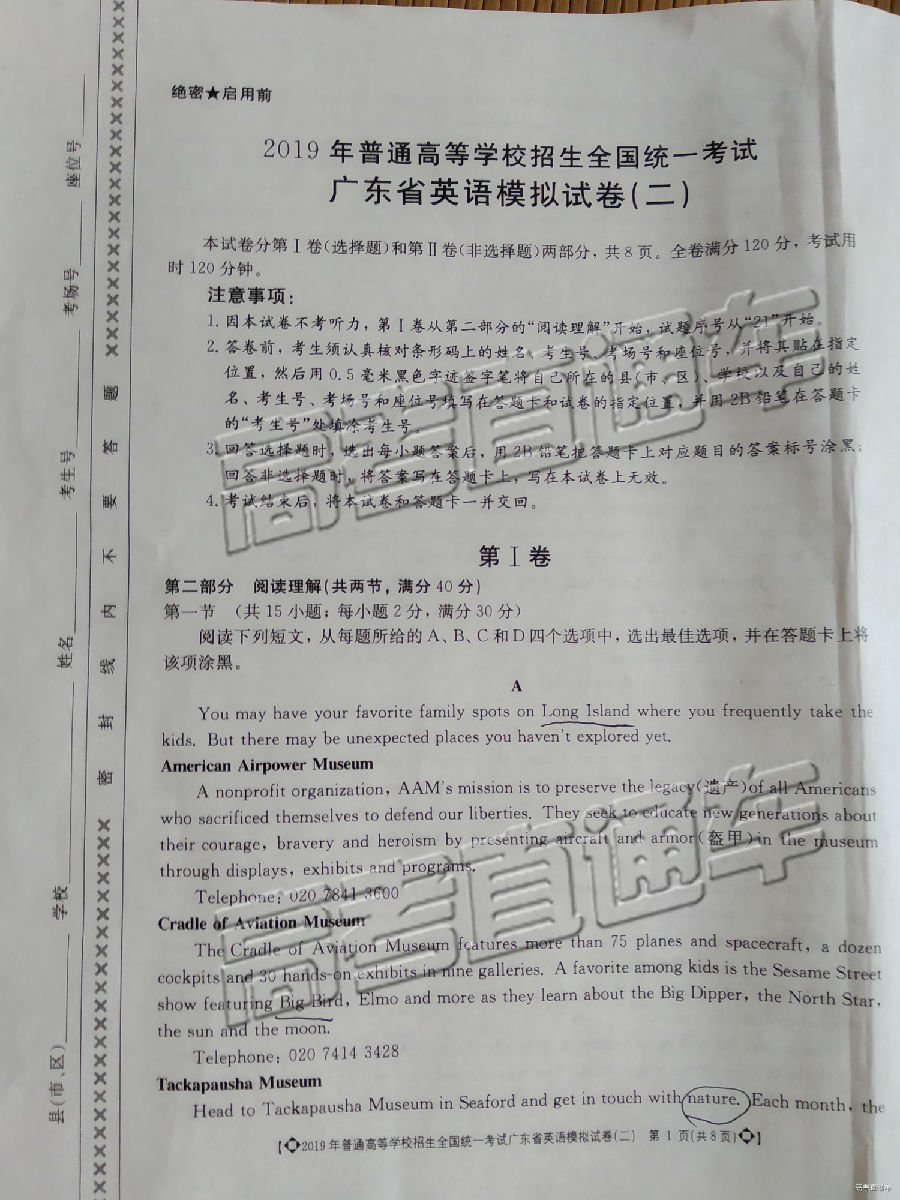 绝密★启用前
2019年普通高等学校招生全国统一考试
广东省英语模拟试卷(二)
本试卷分第Ⅰ卷(选择题)和第Ⅱ卷(非选择题)两部分,共8页。全卷满分120分,考试用
时120分钟。
注意事项:
1. 因本试卷不考听力,第Ⅰ卷从第二部分的“阅读理解”开始,试题序号从“21”开始。
2. 答卷前,考生须认真核对条形码上的姓名、考生号、考场号和座位号,并将其贴在指定
位置,然后用0.5毫米黑色字迹签字笔将自己所在的县(市、区)、学校以及自己的姓
名、考生号、考场号和座位号填写在答题卡和试卷的指定位置,并用2B铅笔在答题卡
的“考生号”处填涂考生号。
3. 回答选择题时,选出每小题答案后,用2B铅笔把答题卡上对应题目的答案标号涂黑;
回答非选择题时,将答案写在答题卡上,写在本试卷上无效。
4. 考试结束后,将本试卷和答题卡一并交回。
第Ⅰ卷
第二部分 阅读理解(共两节,满分40分)
第一节 (共15小题;每小题2分,满分30分)
阅读下列短文,从每题所给的A、B、C和D四个选项中,选出最佳选项,并在答题卡上将
该项涂黑。
A
You may have your favorite family spots on Long Island where you frequently take the
kids. But there may be unexpected places you haven't explored yet.
American Airpower Museum
A nonprofit organization, AAM's mission is to preserve the legacy(遗产)of all Americans
who sacrificed themselves to defend our liberties. They seek to educate new generations about
their courage, bravery and heroism by presenting aircraft and armor(盔甲)in the museum
through displays, exhibits and programs.
Telephone: 020 7841 3600
Cradle of Aviation Museum
The Cradle of Aviation Museum features more than 75 planes and spacecraft, a dozen
cockpits and 30 hands-on exhibits in nine galleries. A favorite among kids is the Sesame Street
show featuring Big Bird, Elmo and more as they learn about the Big Dipper, the North Star,
the sun and the moon.
Telephone: 020 7414 3428
Tackapausha Museum
Head to Tackapausha Museum in Seaford and get in touch with nature. Each month, the
【2019年普通高等学校招生全国统一考试广东省英语模拟试卷(二) 第1页(共8页)】
县(市、区) 学校 姓名 考生号 考场号 座位号
密 封 线 内 不 要 答 题
高考直通车
高考直通车
高考直通车